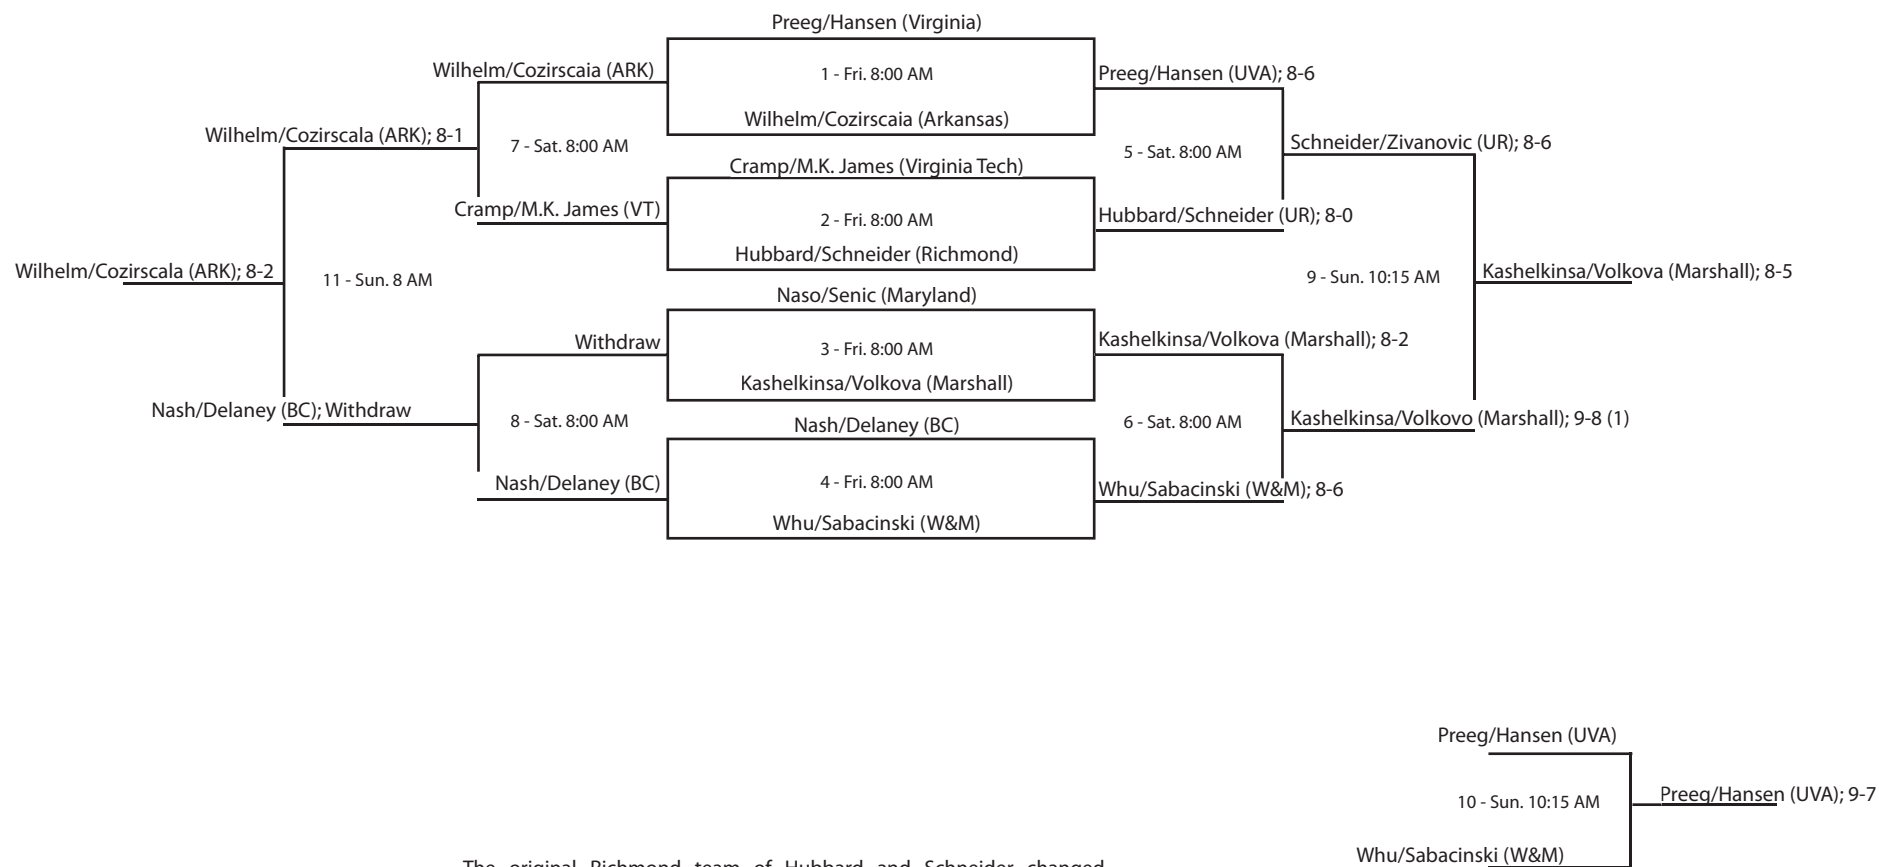 Preeg/Hansen (Virginia)
Wilhelm/Cozirscaia (ARK)
1 - Fri. 8:00 AM
Preeg/Hansen (UVA); 8-6
Wilhelm/Cozirscaia (Arkansas)
Wilhelm/Cozirscala (ARK); 8-1
7 - Sat. 8:00 AM
5 - Sat. 8:00 AM
Schneider/Zivanovic (UR); 8-6
Cramp/M.K. James (Virginia Tech)
Cramp/M.K. James (VT)
2 - Fri. 8:00 AM
Hubbard/Schneider (UR); 8-0
Hubbard/Schneider (Richmond)
Wilhelm/Cozirscala (ARK); 8-2
11 - Sun. 8 AM
9 - Sun. 10:15 AM
Kashelkinsa/Volkova (Marshall); 8-5
Naso/Senic (Maryland)
Withdraw
3 - Fri. 8:00 AM
Kashelkinsa/Volkova (Marshall); 8-2
Kashelkinsa/Volkova (Marshall)
Nash/Delaney (BC); Withdraw
8 - Sat. 8:00 AM
Nash/Delaney (BC)
6 - Sat. 8:00 AM
Kashelkinsa/Volkovo (Marshall); 9-8 (1)
Nash/Delaney (BC)
4 - Fri. 8:00 AM
Whu/Sabacinski (W&M); 8-6
Whu/Sabacinski (W&M)
Preeg/Hansen (UVA)
10 - Sun. 10:15 AM
Preeg/Hansen (UVA); 9-7
Whu/Sabacinski (W&M)
The original Richmond team of Hubbard and Schneider changed